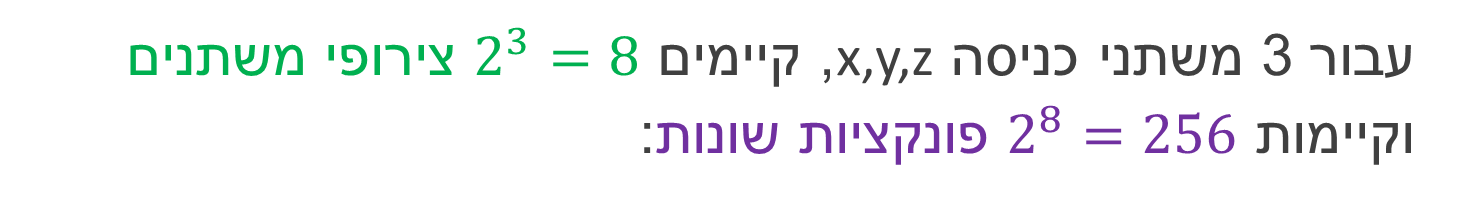 עבור 3 משתני כניסה x,y,z, קיימים 2³ = 8 צירופי משתנים
וקיימות 2⁸ = 256 פונקציות שונות: